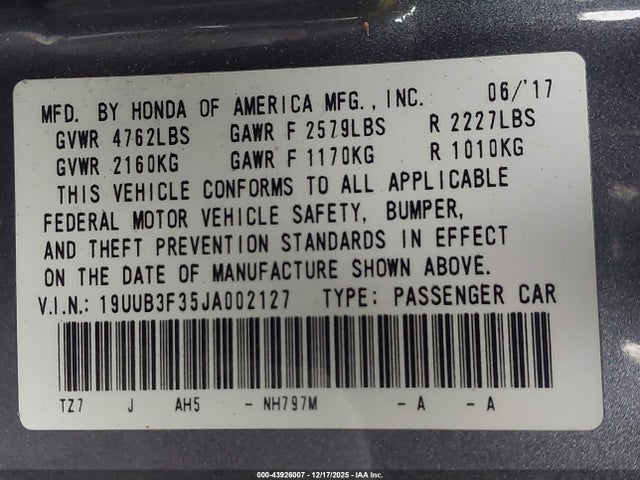 MFD. BY HONDA OF AMERICA MFG., INC. 06/'17
GVWR 4762LBS GAWR F 2579LBS R 2227LBS
GVWR 2160KG GAWR F 1170KG R 1010KG
THIS VEHICLE CONFORMS TO ALL APPLICABLE
FEDERAL MOTOR VEHICLE SAFETY, BUMPER,
AND THEFT PREVENTION STANDARDS IN EFFECT
ON THE DATE OF MANUFACTURE SHOWN ABOVE.
V.I.N.: 19UUB3F35JA002127 TYPE: PASSENGER CAR
TZ7 J AH5 - NH797M - A - A
000-43926007 - 12/17/2025 - IAA Inc.